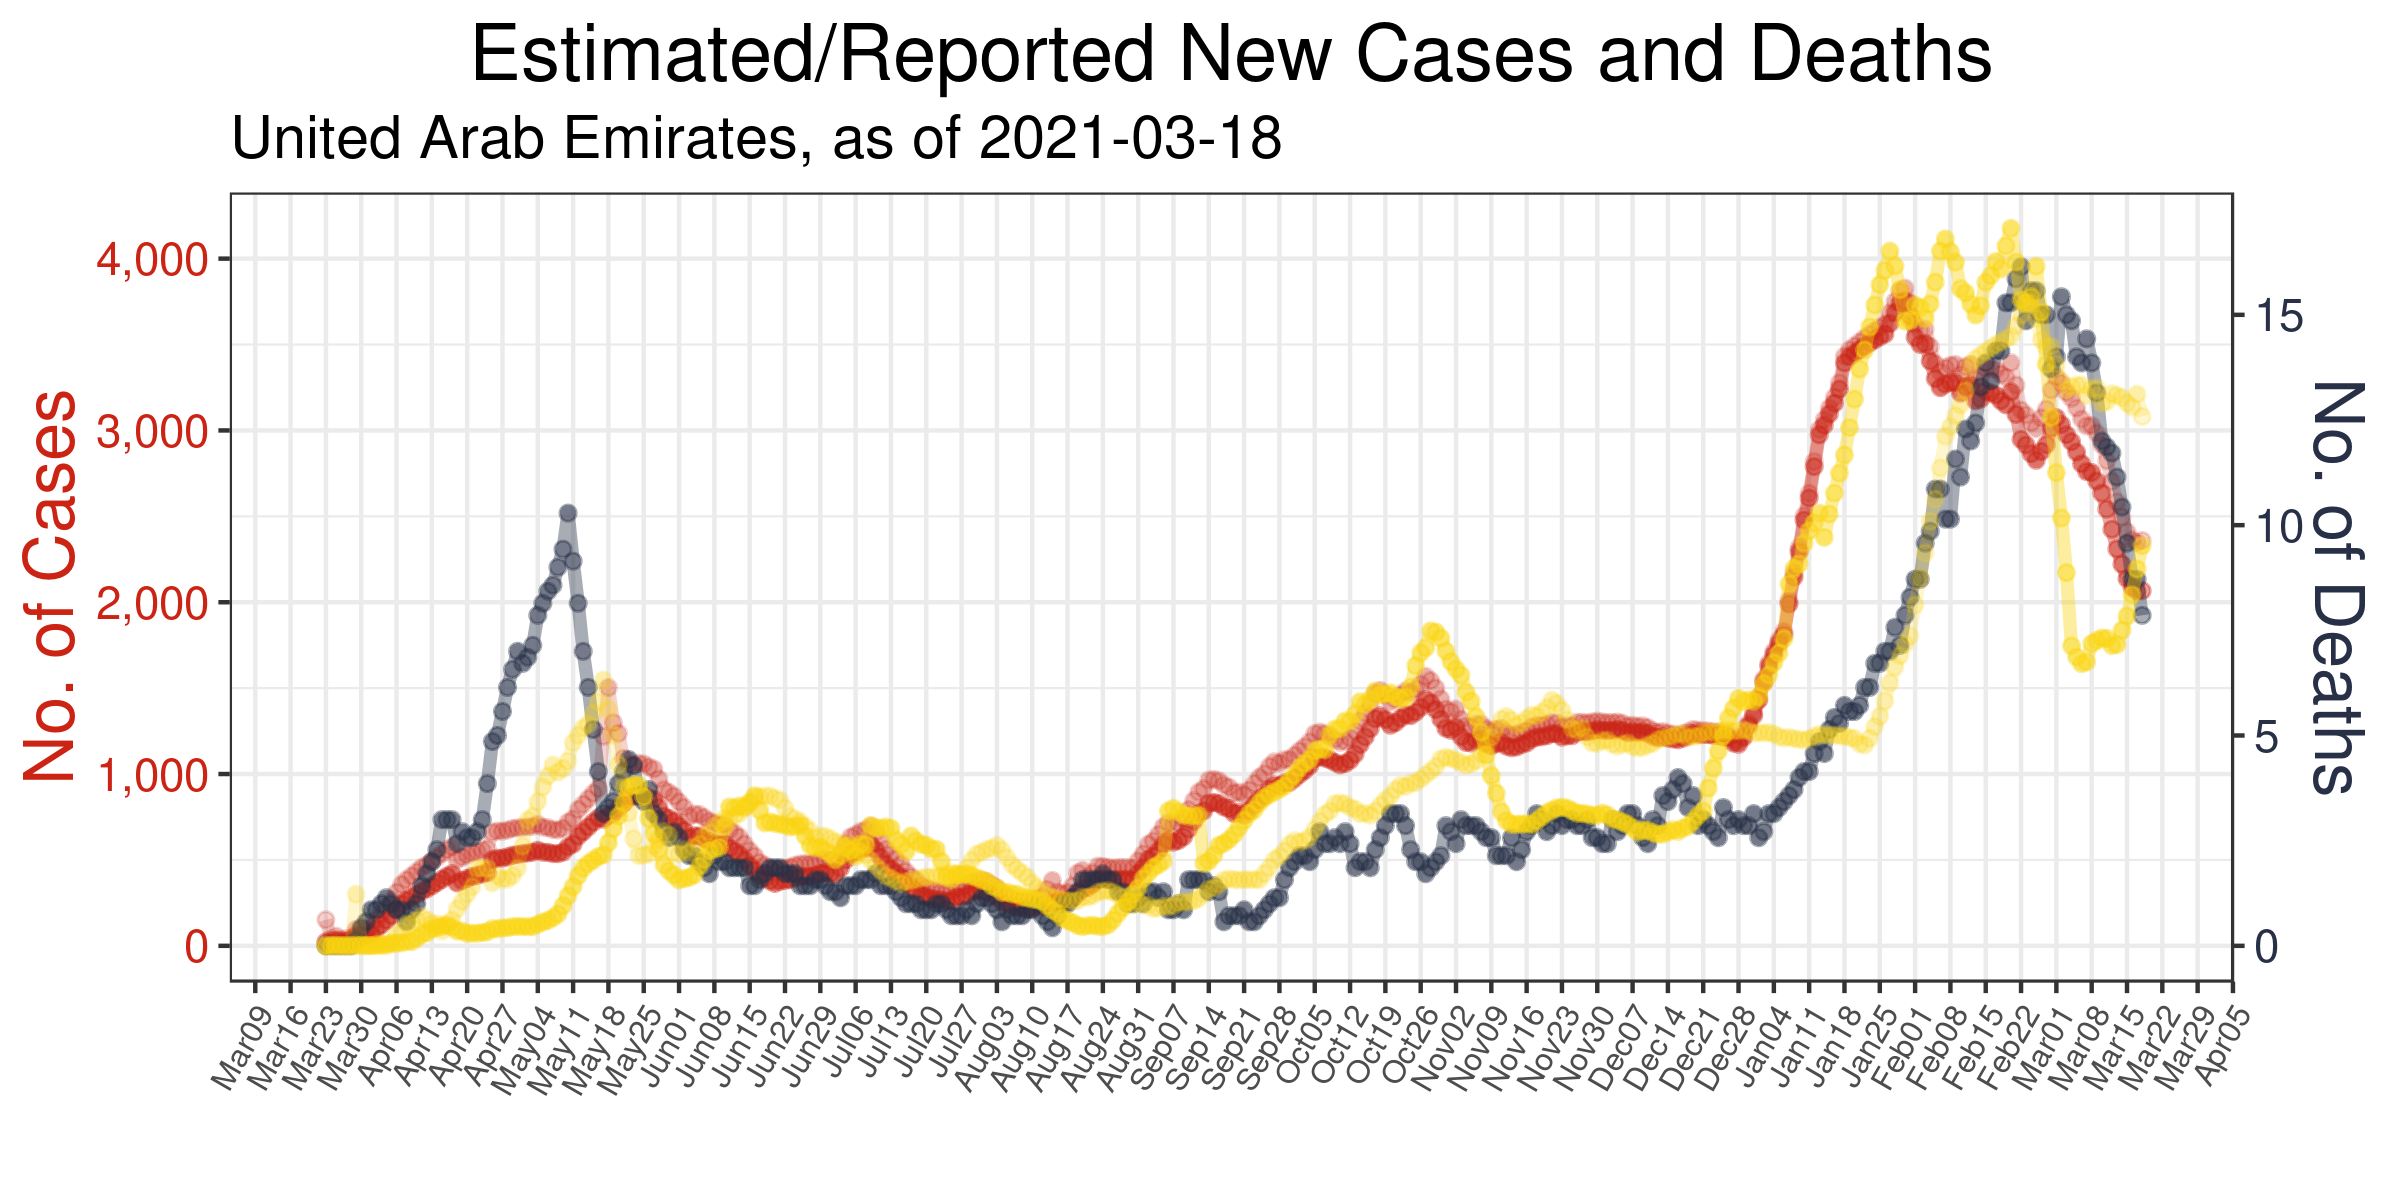 Estimated/Reported New Cases and Deaths
United Arab Emirates, as of 2021-03-18
No. of Cases
4,000
3,000
2,000
1,000
0
15
10
5
0
No. of Deaths
Mar09
Mar16
Mar23
Mar30
Apr06
Apr13
Apr20
Apr27
May04
May11
May18
May25
Jun01
Jun08
Jun15
Jun22
Jun29
Jul06
Jul13
Jul20
Jul27
Aug03
Aug10
Aug17
Aug24
Aug31
Sep07
Sep14
Sep21
Sep28
Oct05
Oct12
Oct19
Oct26
Nov02
Nov09
Nov16
Nov23
Nov30
Dec07
Dec14
Dec21
Dec28
Dec04
Jan11
Jan18
Jan25
Jan25
Feb01
Feb08
Feb15
Feb22
Mar01
Mar08
Mar15
Mar22
Mar29
Apr05